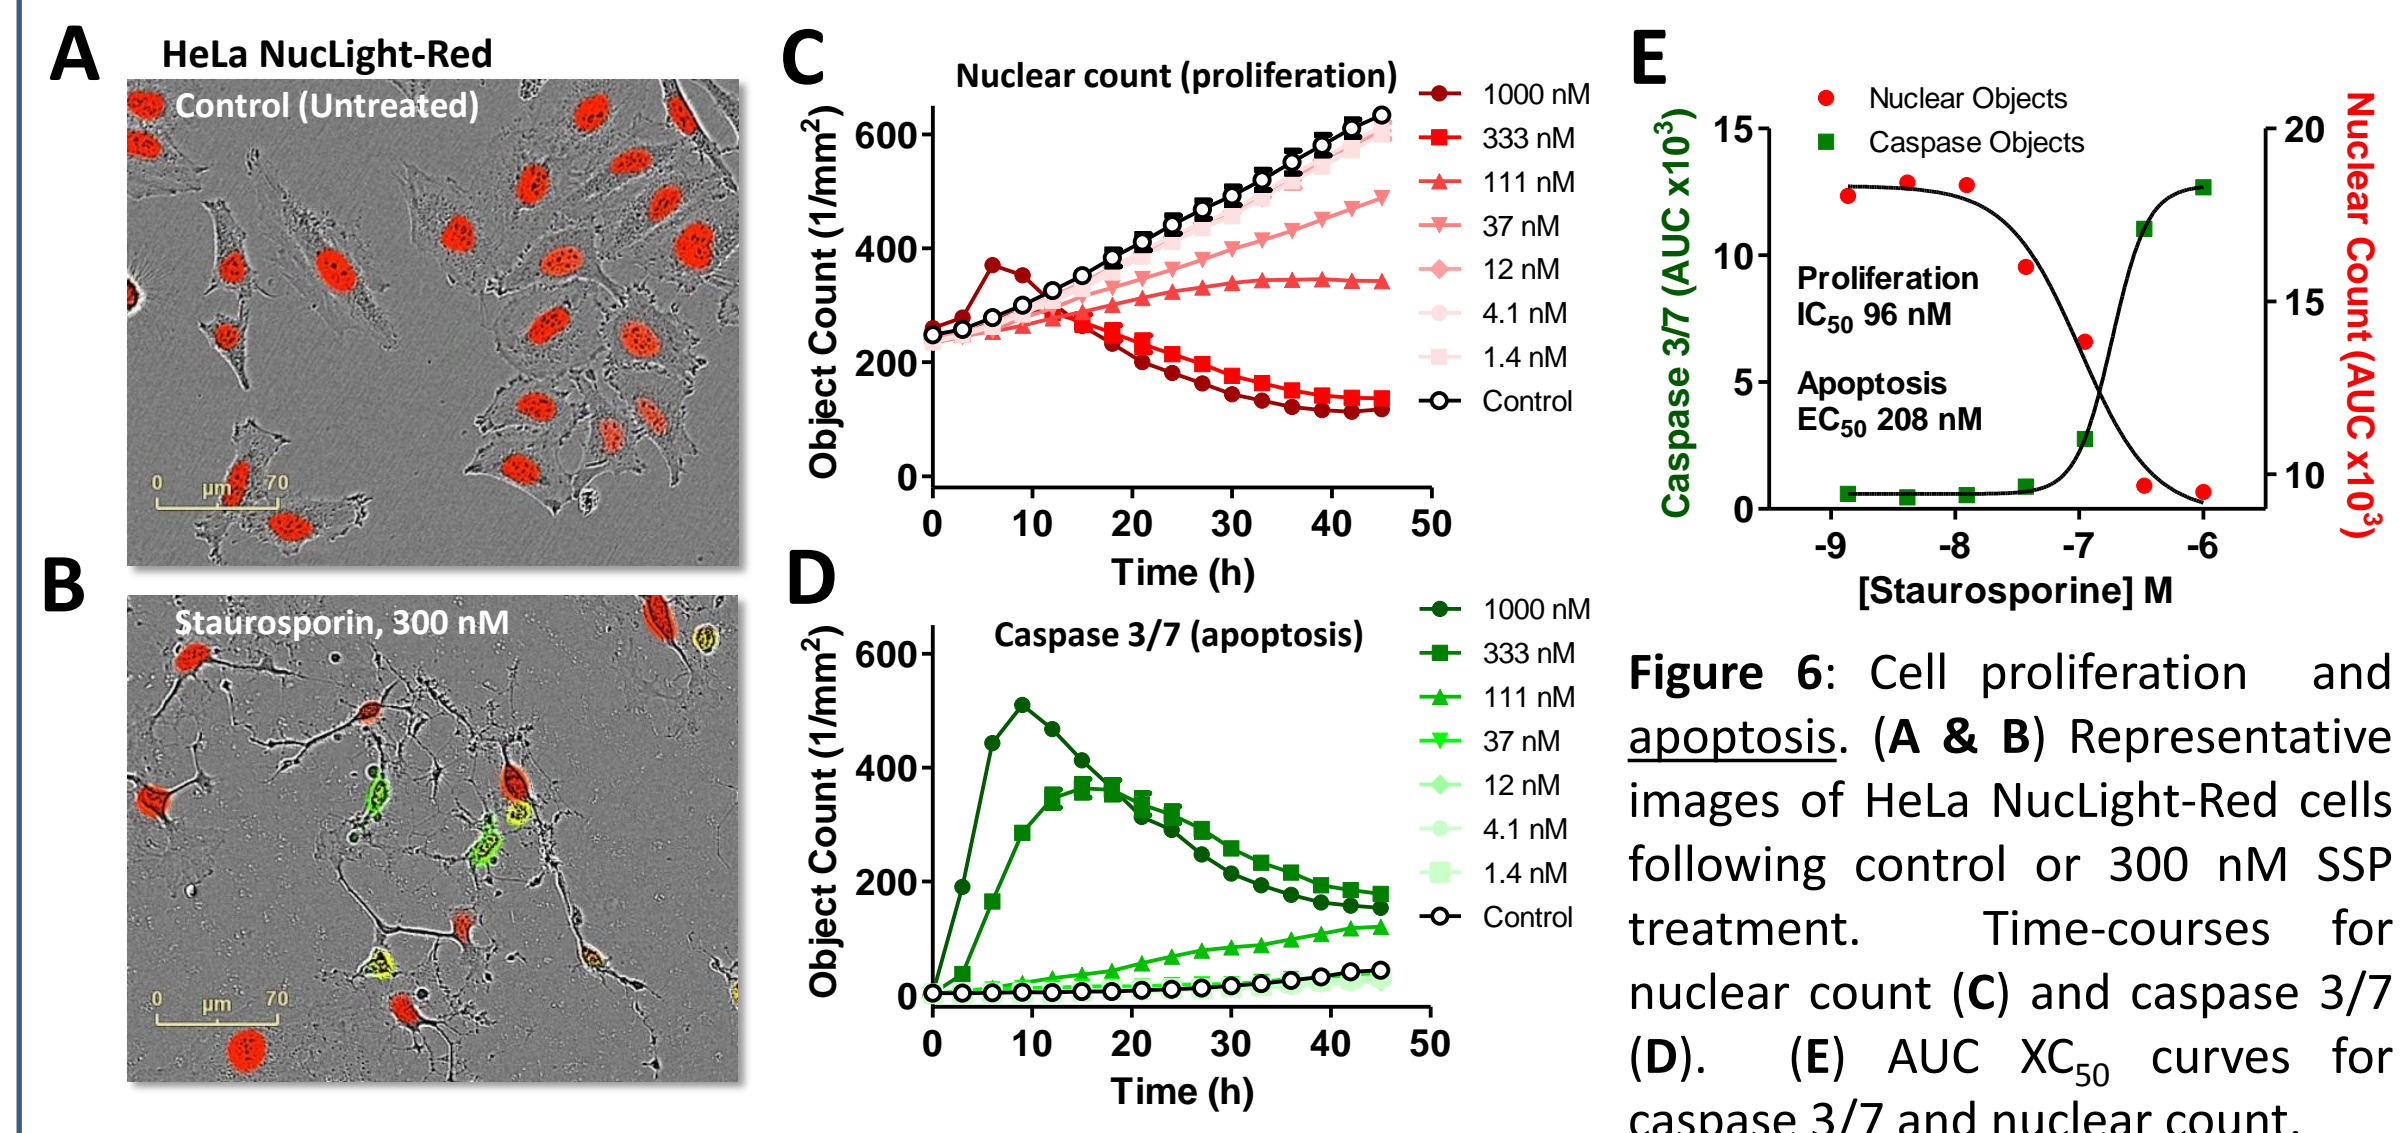 A
HeLa NucLight-Red
Control (Untreated)
0 µm 70
B
Staurosporin, 300 nM
0 µm 70
C
Nuclear count (proliferation)
Object Count (1/mm²)
600
400
200
0
0 10 20 30 40 50
Time (h)
1000 nM
333 nM
111 nM
37 nM
12 nM
4.1 nM
1.4 nM
Control
D
Caspase 3/7 (apoptosis)
Object Count (1/mm²)
600
400
200
0
0 10 20 30 40 50
Time (h)
1000 nM
333 nM
111 nM
37 nM
12 nM
4.1 nM
1.4 nM
Control
E
Nuclear Objects
Caspase Objects
Caspase 3/7 (AUC x10³)
15
10
5
0
Proliferation
IC₅₀ 96 nM
Apoptosis
EC₅₀ 208 nM
20
15
10
Nuclear Count (AUC x10³)
-9 -8 -7 -6
[Staurosporine] M
Figure 6: Cell proliferation and
apoptosis. (A & B) Representative
images of HeLa NucLight-Red cells
following control or 300 nM SSP
treatment. Time-courses for
nuclear count (C) and caspase 3/7
(D). (E) AUC XC₅₀ curves for
caspase 3/7 and nuclear count.